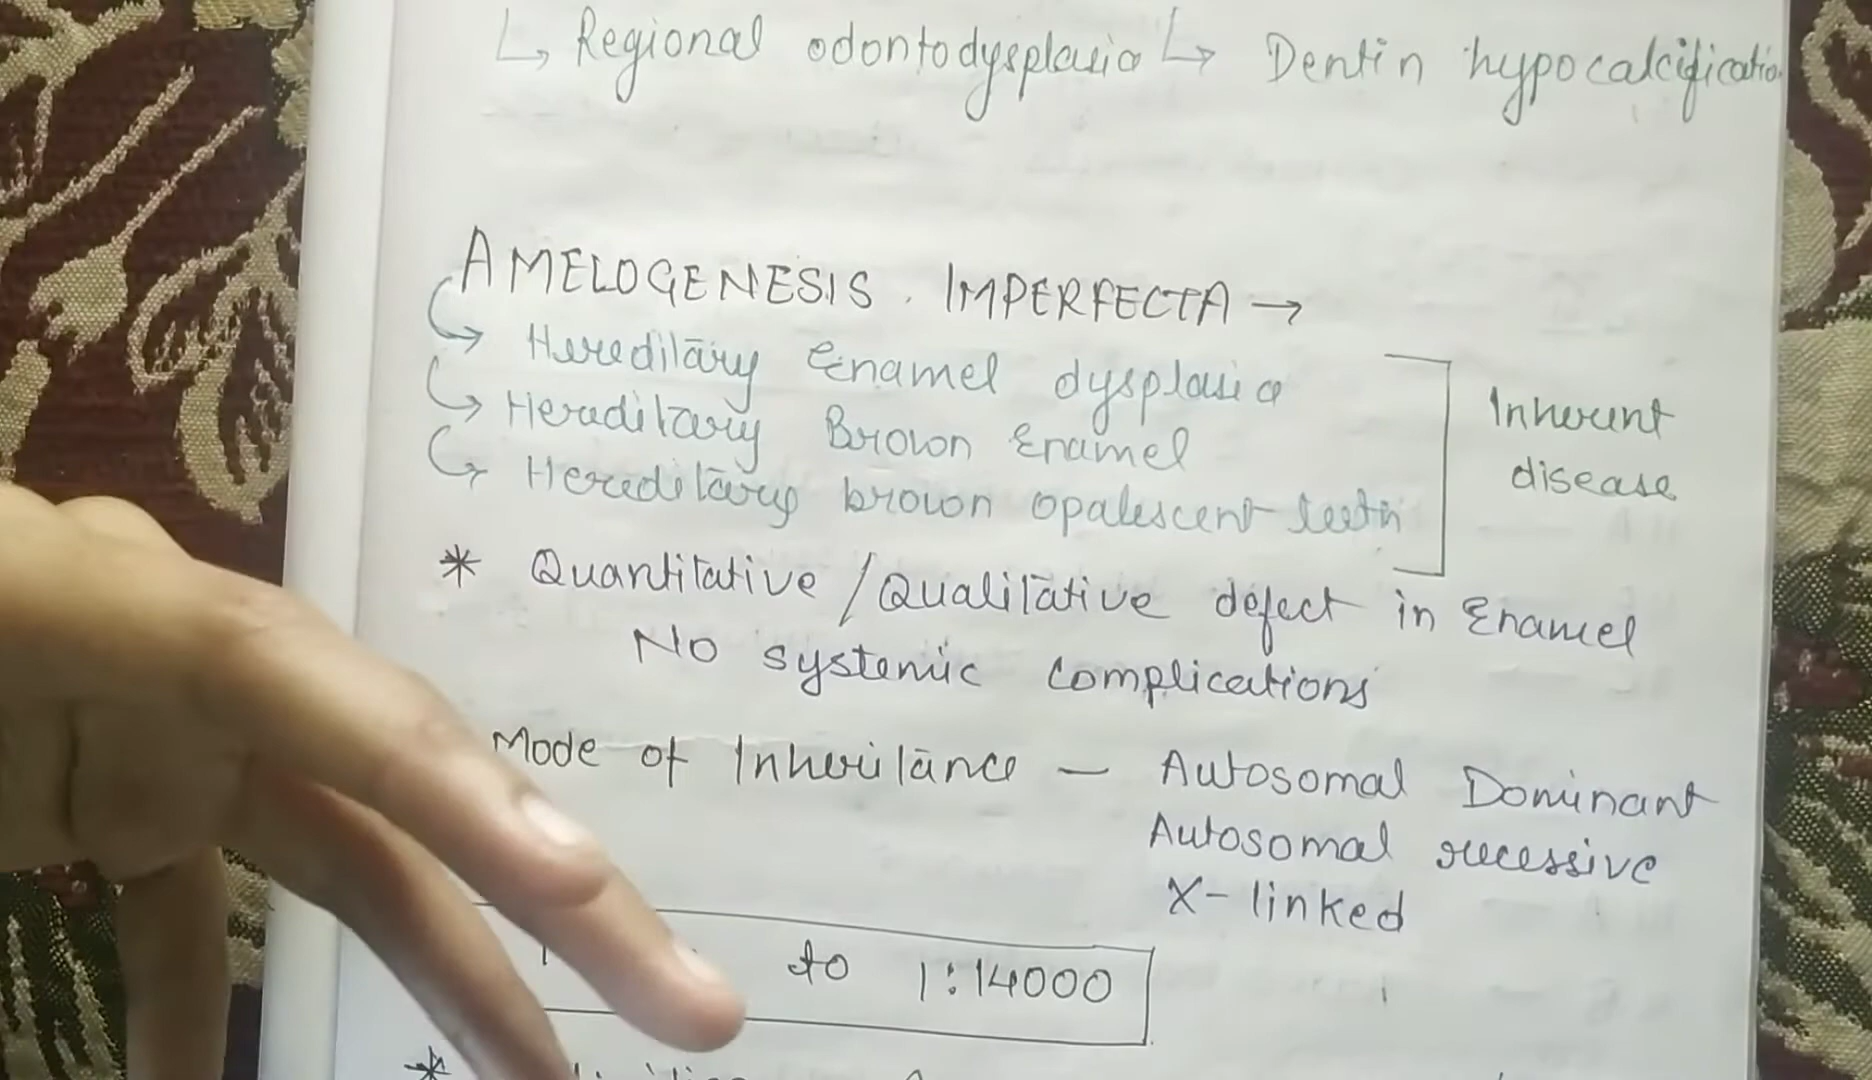 ↳ Regional odontodysplasia ↳ Dentin hypocalcificatio
AMELOGENESIS IMPERFECTA →
↳ Hereditary Enamel dysplasia
↳ Hereditary Brown Enamel
↳ Hereditary brown opalescent teeth
Inherent
disease
* Quantitative / Qualitative defect in Enamel
No systemic complications
Mode of Inheritance — Autosomal Dominant
Autosomal recessive
X-linked
to 1:14000
*